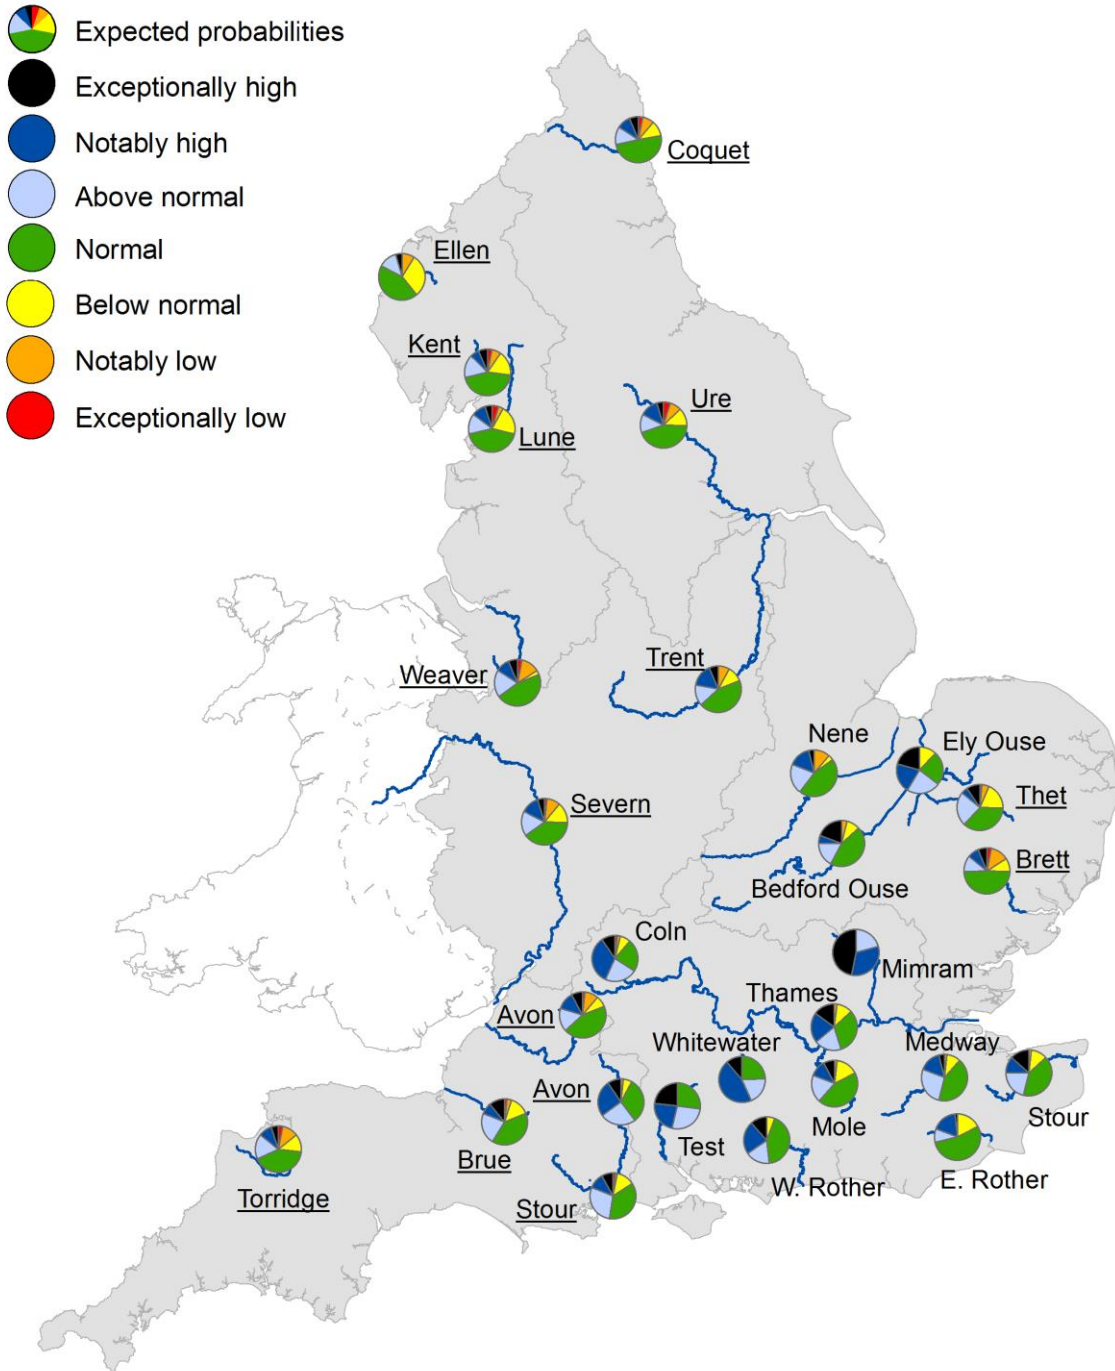 Expected probabilities
Exceptionally high
Notably high
Above normal
Normal
Below normal
Notably low
Exceptionally low
Coquet
Ellen
Kent
Ure
Lune
Weaver
Trent
Nene
Ely Ouse
Thet
Severn
Brett
Bedford Ouse
Coln
Mimram
Avon
Thames
Whitewater
Medway
Avon
Stour
Mole
Test
Brue
W. Rother
E. Rother
Torridge
Stour